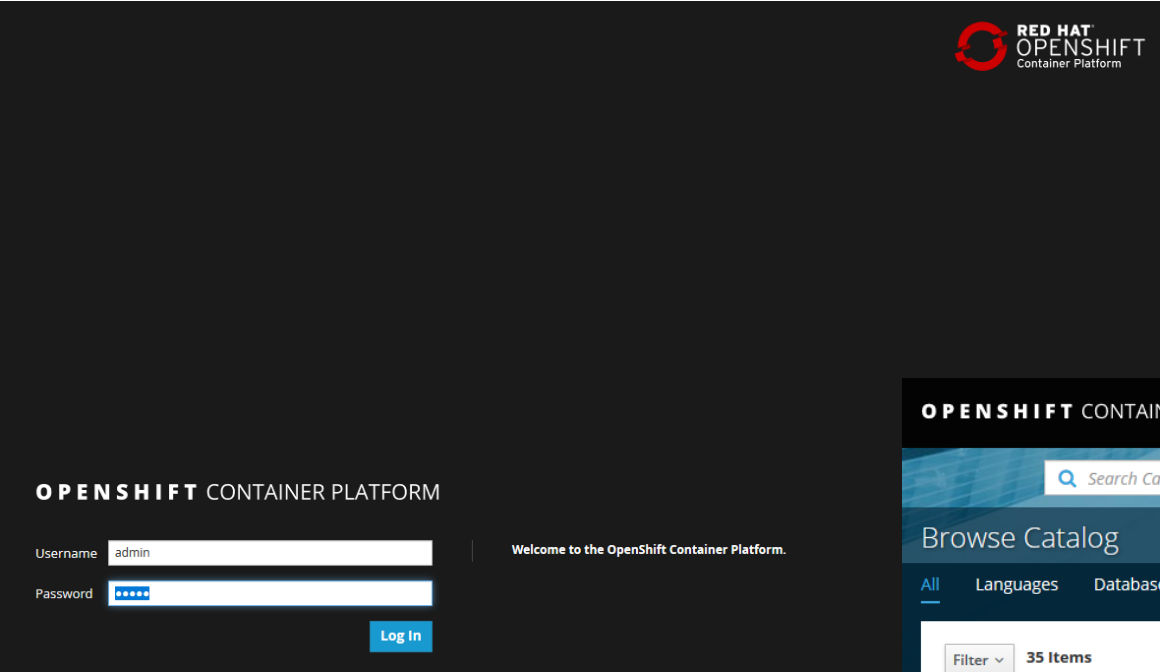 RED HAT®
OPENSHIFT
Container Platform
OPENSHIFT CONTAINER PLATFORM
Username admin
Password •••••
Log In
Welcome to the OpenShift Container Platform.
OPENSHIFT
Browse Catalog
All Languages
Filter 35 Items
Search